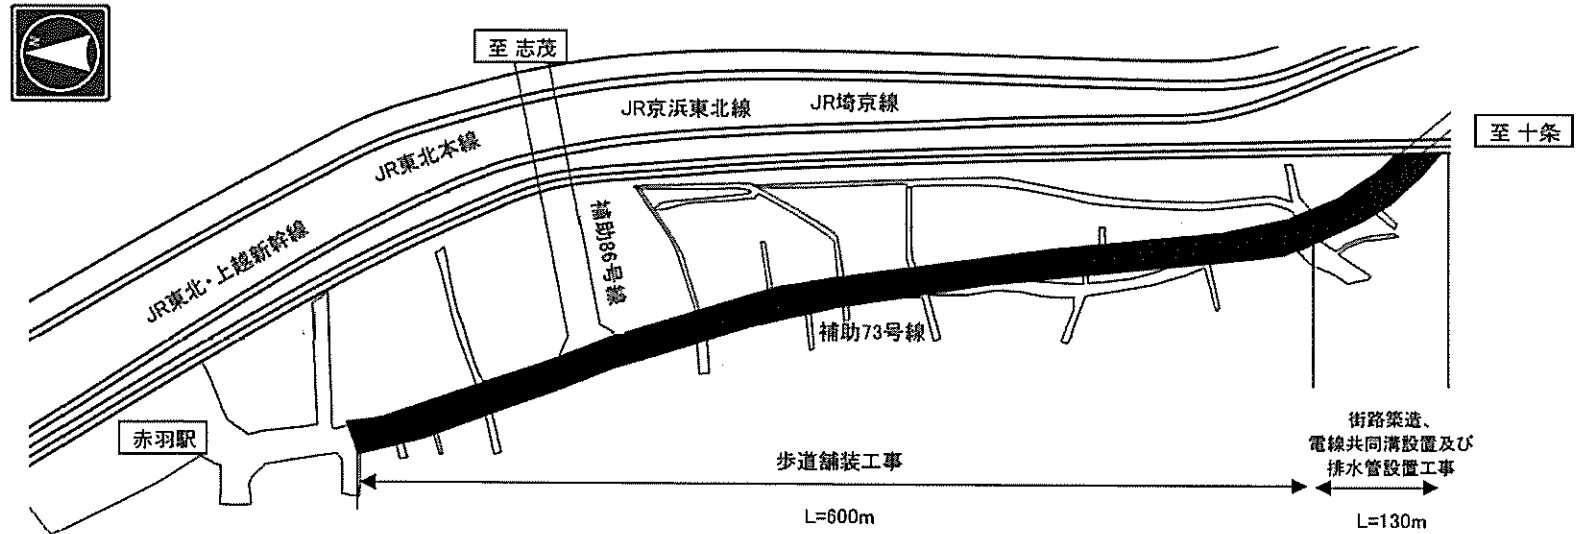 N
至 志茂
JR京浜東北線
JR埼京線
至 十条
JR東北本線
補助86号線
JR東北・上越新幹線
補助73号線
赤羽駅
歩道舗装工事
L=600m
街路築造、
電線共同溝設置及び
排水管設置工事
L=130m